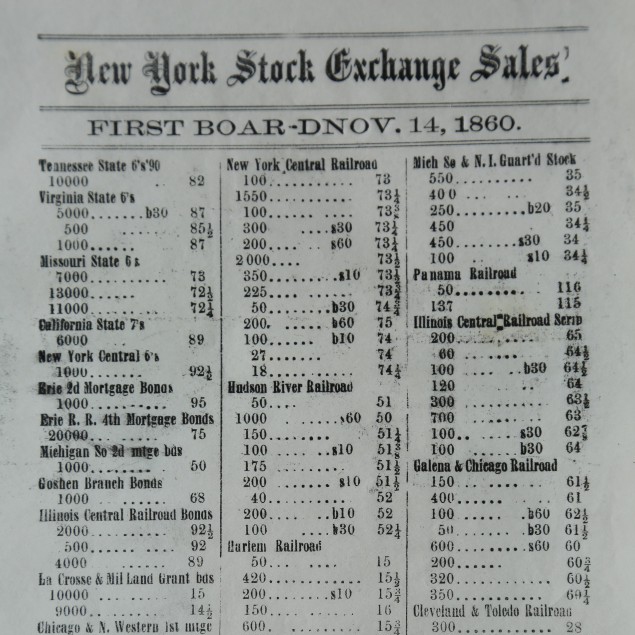 New York Stock Exchange Sales.
FIRST BOAR-DNOV. 14, 1860.
Tennessee State 6's'90
10000 .. 82
Virginia State 6's
5000.......b30 87
500 ...... 85½
1000...... 87
Missouri State 6s
7000...... 73
13000...... 72½
11000...... 72¼
California State 7's
6000 ...... 89
New York Central 6's
1000........ 92½
Erie 2d Mortgage Bonds
1000.......... 95
Erie R. R. 4th Mortgage Bonds
20000........ 75
Michigan So 2d mtge bds
1000........ 50
Goshen Branch Bonds
1000 ...... 68
Illinois Central Railroad Bonds
2000 ...... 92½
500..... .... 92
4000 ...... 89
La Crosse & Mil Land Grant bds
10000 ...... 15
9000...... 14½
Chicago & N. Western 1st mtge
New York Central Railroad
100........... 73
1550........... 73¼
100........... 73⅜
300 .....s30 73¼
200.... s60 73¼
2000.... 73½
350.......s10 73½
225........ 73¾
50.....b30 74¾
200. ......b60 75
100 ......b10 74
27 ...... 74
18......... 74¼
Hudson River Railroad
50.... 51
1000 .......s60 50
150........ 51¼
100 ......s10 51⅜
175 ...... 51½
200 ......s10 51½
40........ 52
200.......b10 52
100 ......b30 52¼
Harlem Railroad
50.... 15
420........... 15½
200.......s10 15¾
150 ...... 16
600. ...... 15¾
Mich So & N. I. Guart'd Stock
550.......... 35
400 .. ...... 34½
250........b20 35
450 34¼
450.......s30 34
100 s10 34¼
Panama Railroad
50......... 116
137 115
Illinois Central Railroad Scrip
200...... 65
60 ...... 64½
100 ....b30 64½
120 .. 64
300 ...... 63½
700 ...... 63
100.. ....s30 62⅞
100 b30 64
Galena & Chicago Railroad
150....... 61½
400....... 61
100 ......b60 62½
50 .....b30 61½
600.......s60 60
200 ...... 60¾
320 ...... 60½
350
Cleveland & Toledo Railroad
300 ...... 28